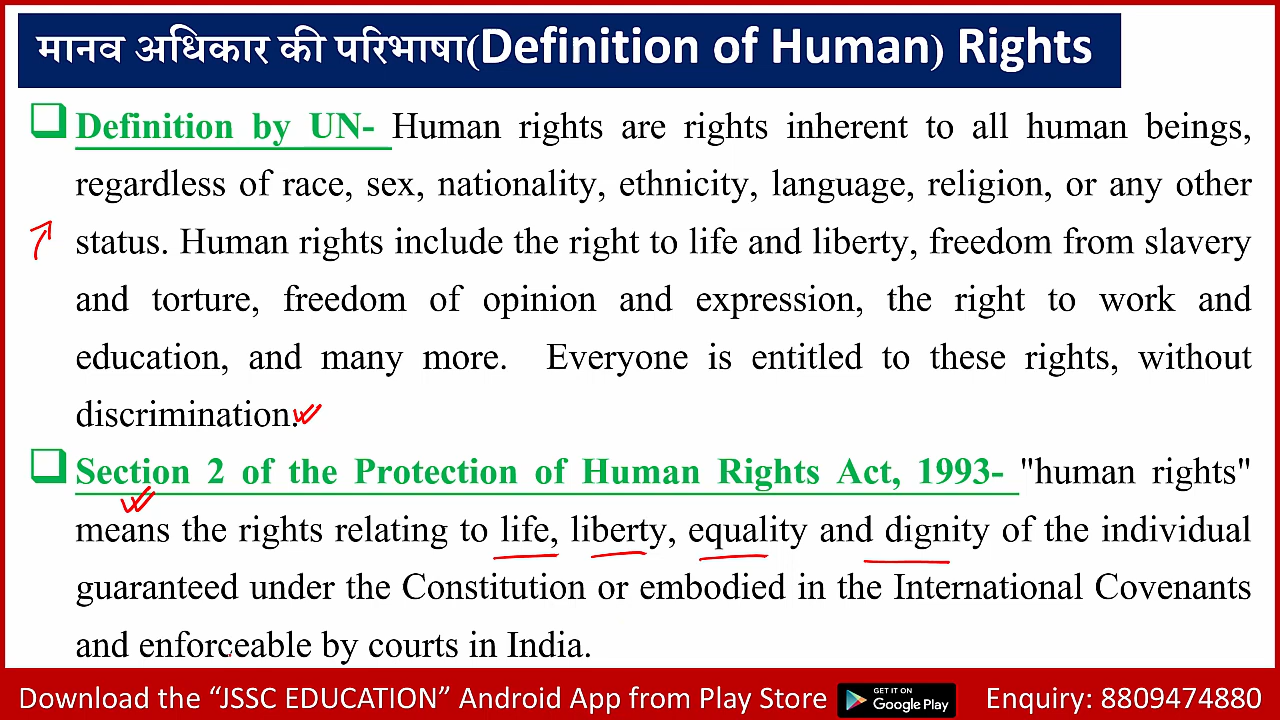 मानव अधिकार की परिभाषा(Definition of Human) Rights
Definition by UN- Human rights are rights inherent to all human beings,
regardless of race, sex, nationality, ethnicity, language, religion, or any other
status. Human rights include the right to life and liberty, freedom from slavery
and torture, freedom of opinion and expression, the right to work and
education, and many more. Everyone is entitled to these rights, without
discrimination.
Section 2 of the Protection of Human Rights Act, 1993- "human rights"
means the rights relating to life, liberty, equality and dignity of the individual
guaranteed under the Constitution or embodied in the International Covenants
and enforceable by courts in India.
Download the “JSSC EDUCATION” Android App from Play Store GET IT ON Google Play Enquiry: 8809474880